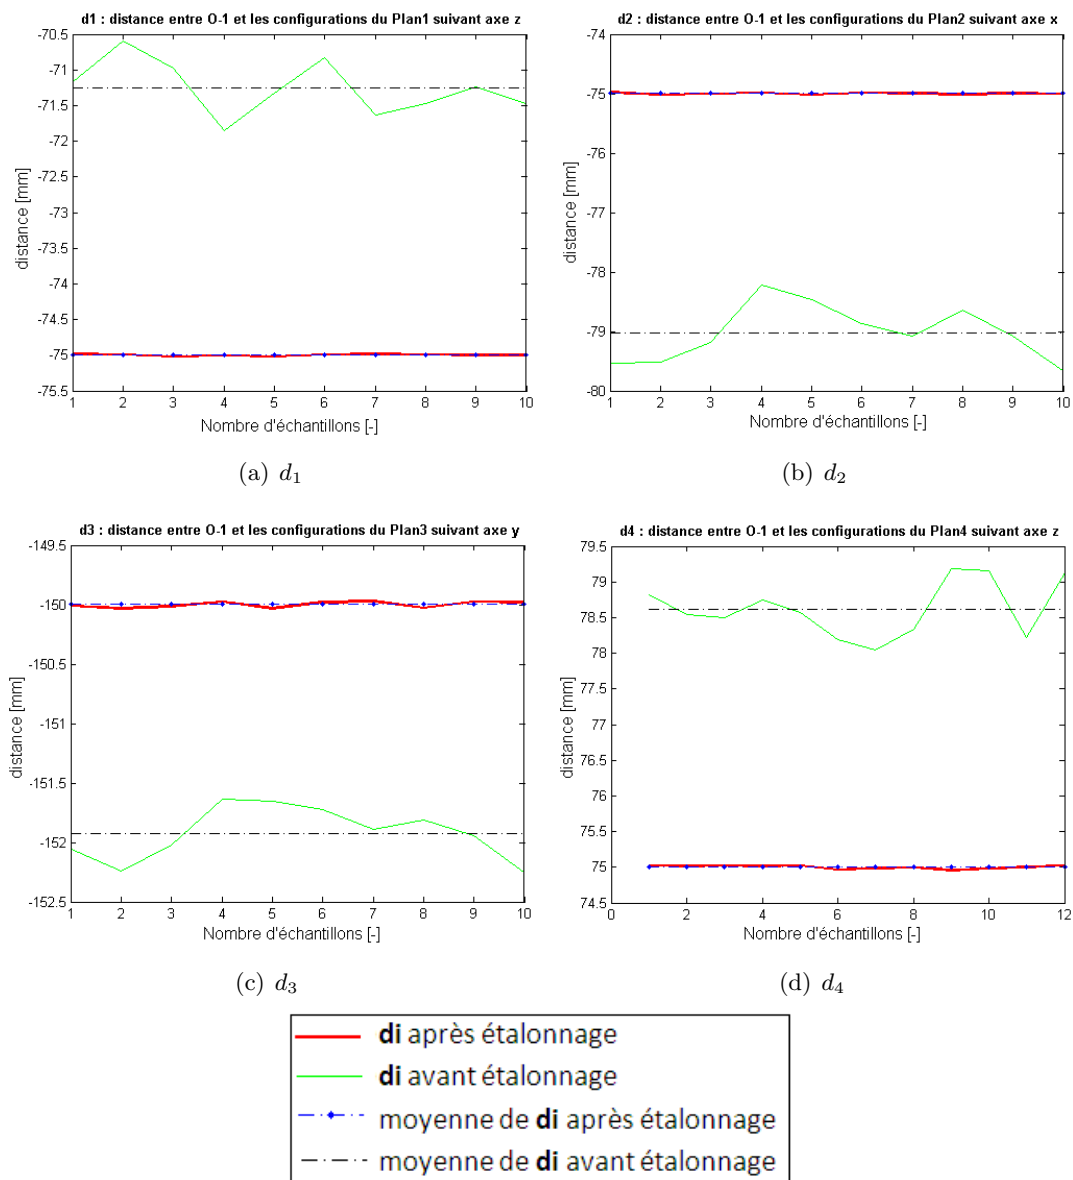 d1 : distance entre O-1 et les configurations du Plan1 suivant axe z
-70.5
-71
-71.5
-72
-72.5
-73
-73.5
-74
-74.5
-75
-75.5
distance [mm]
1 2 3 4 5 6 7 8 9 10
Nombre d'échantillons [-]
(a) d1
d2 : distance entre O-1 et les configurations du Plan2 suivant axe x
-74
-75
-76
-77
-78
-79
-80
distance [mm]
1 2 3 4 5 6 7 8 9 10
Nombre d'échantillons [-]
(b) d2
d3 : distance entre O-1 et les configurations du Plan3 suivant axe y
-149.5
-150
-150.5
-151
-151.5
-152
-152.5
distance [mm]
1 2 3 4 5 6 7 8 9 10
Nombre d'échantillons [-]
(c) d3
d4 : distance entre O-1 et les configurations du Plan4 suivant axe z
79.5
79
78.5
78
77.5
77
76.5
76
75.5
75
74.5
distance [mm]
0 2 4 6 8 10 12
Nombre d'échantillons [-]
(d) d4
di après étalonnage
di avant étalonnage
moyenne de di après étalonnage
moyenne de di avant étalonnage